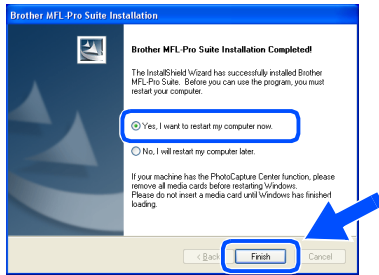 Brother MFL-Pro Suite Installation
Brother MFL-Pro Suite Installation Completed!
The InstallShield Wizard has successfully installed Brother
MFL-Pro Suite. Before you can use the program, you must
restart your computer.
Yes, I want to restart my computer now.
No, I will restart my computer later.
If your machine has the PhotoCapture Center function, please
remove all media cards before restarting Windows.
Please do not insert a media card until Windows has finished
loading.
< Back
Finish
Cancel